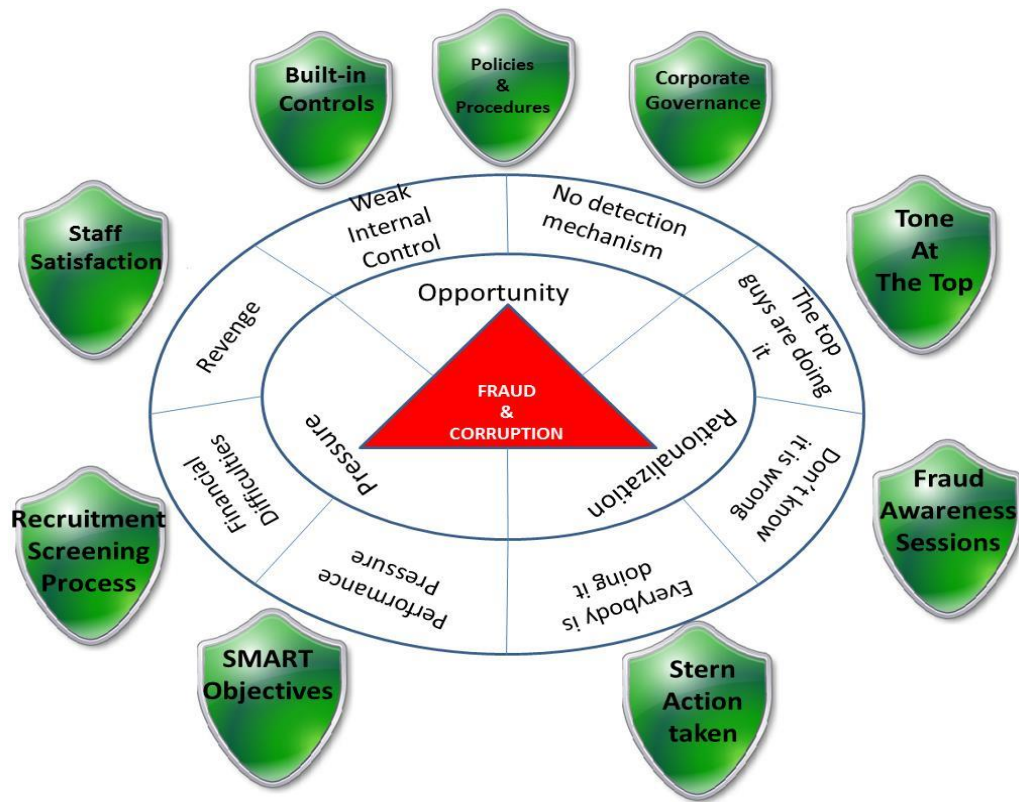 Policies
&
Procedures
Built-in
Controls
Corporate
Governance
Staff
Satisfaction
Tone
At
The Top
Weak
Internal
Control
No detection
mechanism
Revenge
Opportunity
The top
guys are doing
it
FRAUD
&
CORRUPTION
Pressure
Rationalization
Financial
Difficulties
Don't know
it is wrong
Performance
Pressure
Everybody is
doing it
Recruitment
Screening
Process
Fraud
Awareness
Sessions
SMART
Objectives
Stern
Action
taken